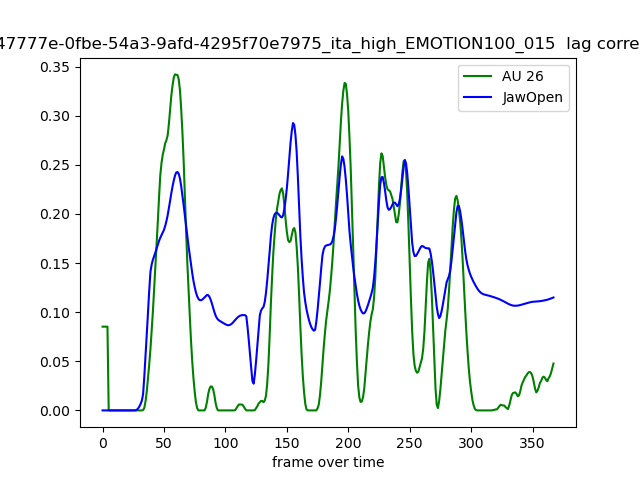 47777e-0fbe-54a3-9afd-4295f70e7975_ita_high_EMOTION100_015 lag corre
AU 26
JawOpen
0.35
0.30
0.25
0.20
0.15
0.10
0.05
0.00
0 50 100 150 200 250 300 350
frame over time